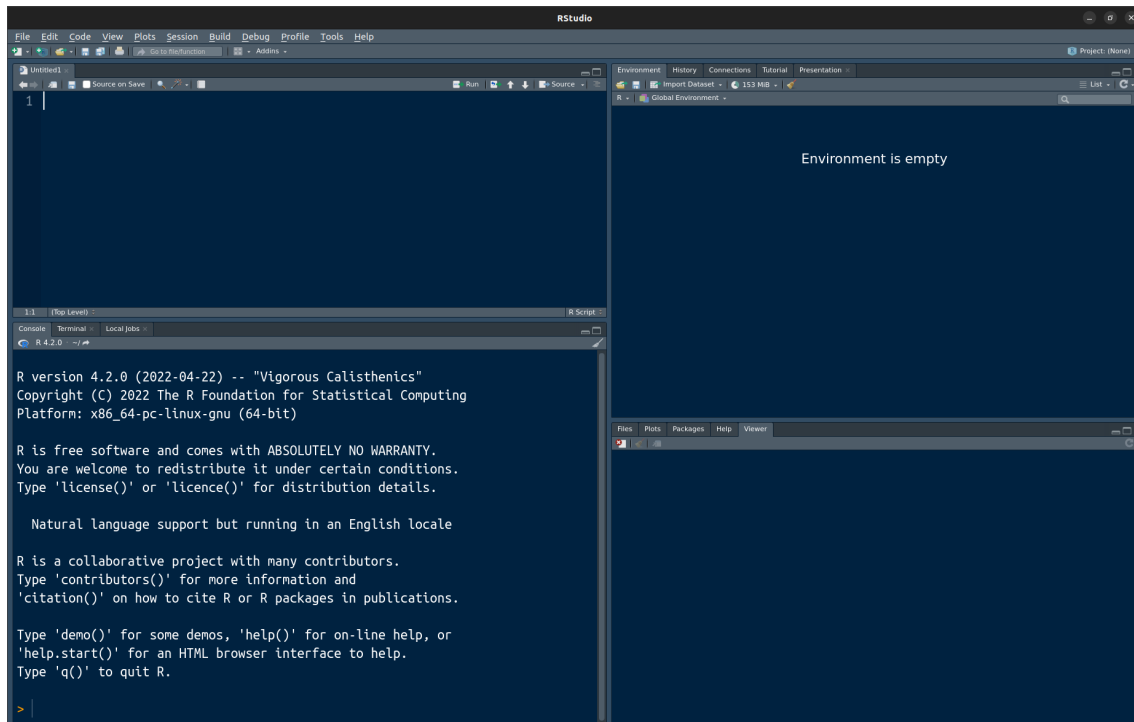 RStudio
File Edit Code View Plots Session Build Debug Profile Tools Help
Go to file/function Addins
Project: (None)
Untitled1
Source on Save Run Source
1
1:1 (Top Level) R Script
Console Terminal Local Jobs
R 4.2.0 · ~/
R version 4.2.0 (2022-04-22) -- "Vigorous Calisthenics"
Copyright (C) 2022 The R Foundation for Statistical Computing
Platform: x86_64-pc-linux-gnu (64-bit)
R is free software and comes with ABSOLUTELY NO WARRANTY.
You are welcome to redistribute it under certain conditions.
Type 'license()' or 'licence()' for distribution details.
Natural language support but running in an English locale
R is a collaborative project with many contributors.
Type 'contributors()' for more information and
'citation()' on how to cite R or R packages in publications.
Type 'demo()' for some demos, 'help()' for on-line help, or
'help.start()' for an HTML browser interface to help.
Type 'q()' to quit R.
>
Environment History Connections Tutorial Presentation
Import Dataset 153 MiB List
R Global Environment
Environment is empty
Files Plots Packages Help Viewer